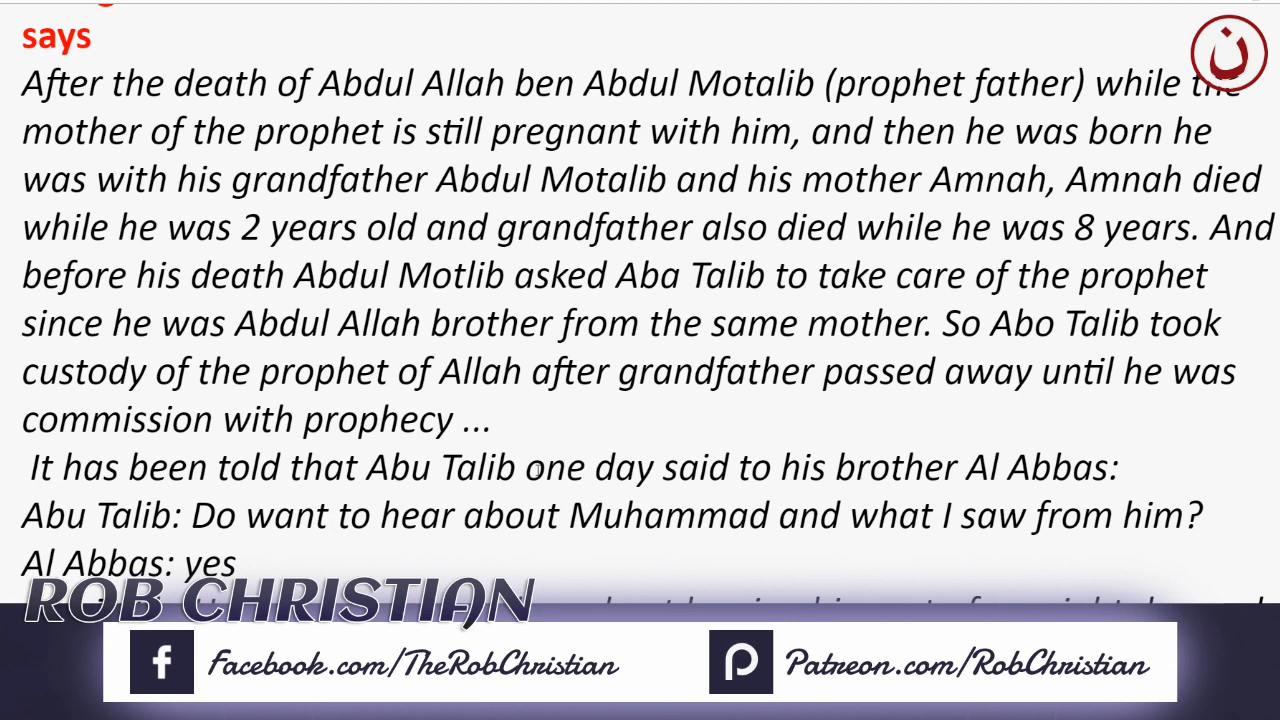 says
After the death of Abdul Allah ben Abdul Motalib (prophet father) while the
mother of the prophet is still pregnant with him, and then he was born he
was with his grandfather Abdul Motalib and his mother Amnah, Amnah died
while he was 2 years old and grandfather also died while he was 8 years. And
before his death Abdul Motlib asked Aba Talib to take care of the prophet
since he was Abdul Allah brother from the same mother. So Abo Talib took
custody of the prophet of Allah after grandfather passed away until he was
commission with prophecy ...
It has been told that Abu Talib one day said to his brother Al Abbas:
Abu Talib: Do want to hear about Muhammad and what I saw from him?
Al Abbas: yes
ROB CHRISTIAN
Facebook.com/TheRobChristian
Patreon.com/RobChristian
ن